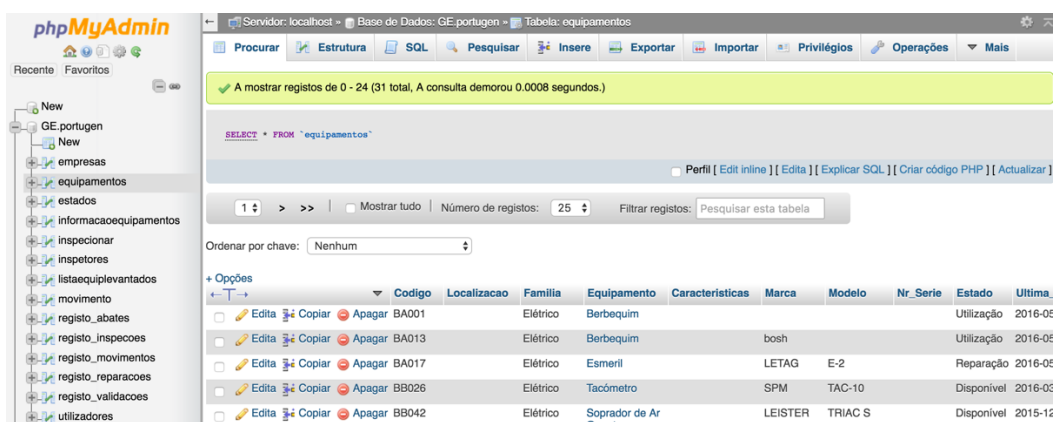 phpMyAdmin
Recente Favoritos
New
GE.portugen
New
empresas
equipamentos
estados
informacaoequipamentos
inspecionar
inspetores
listaequiplevantados
movimento
registo_abates
registo_inspecoes
registo_movimentos
registo_reparacoes
registo_validacoes
utilizadores
Servidor: localhost » Base de Dados: GE.portugen » Tabela: equipamentos
Procurar Estrutura SQL Pesquisar Insere Exportar Importar Privilégios Operações Mais
A mostrar registos de 0 - 24 (31 total, A consulta demorou 0.0008 segundos.)
SELECT * FROM `equipamentos`
Perfil [ Edit inline ] [ Edita ] [ Explicar SQL ] [ Criar código PHP ] [ Actualizar ]
1 > >> Mostrar tudo Número de registos: 25 Filtrar registos: Pesquisar esta tabela
Ordenar por chave: Nenhum
+ Opções
←T→ Codigo Localizacao Familia Equipamento Caracteristicas Marca Modelo Nr_Serie Estado Ultima_
Edita Copiar Apagar BA001 Elétrico Berbequim Utilização 2016-05
Edita Copiar Apagar BA013 Elétrico Berbequim bosh Utilização 2016-05
Edita Copiar Apagar BA017 Elétrico Esmeril LETAG E-2 Reparação 2016-05
Edita Copiar Apagar BB026 Elétrico Tacómetro SPM TAC-10 Disponível 2016-03
Edita Copiar Apagar BB042 Elétrico Soprador de Ar LEISTER TRIAC S Disponível 2015-12